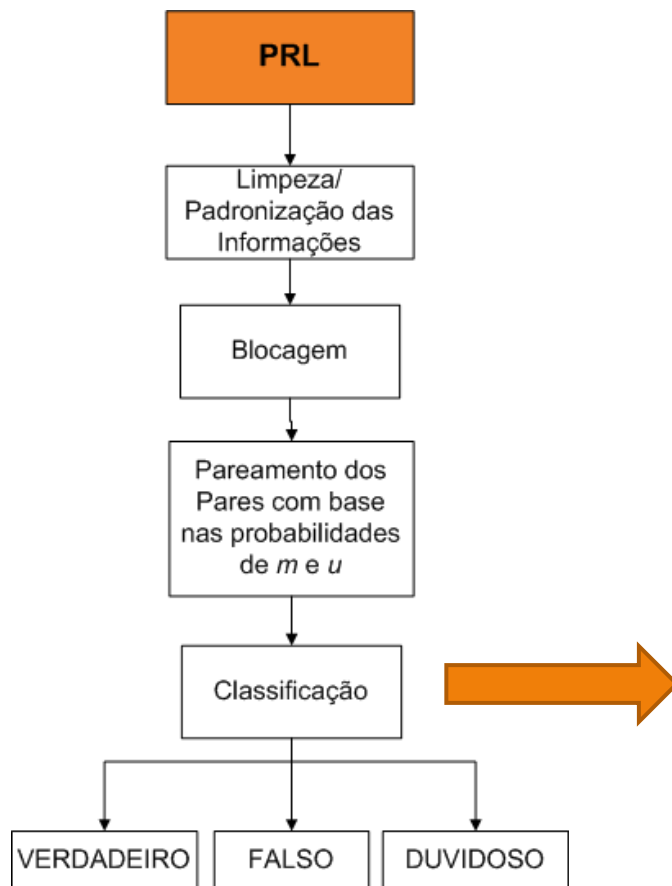 PRL
Limpeza/
Padronização das
Informações
Blocagem
Pareamento dos
Pares com base
nas probabilidades
de m e u
Classificação
VERDADEIRO
FALSO
DUVIDOSO